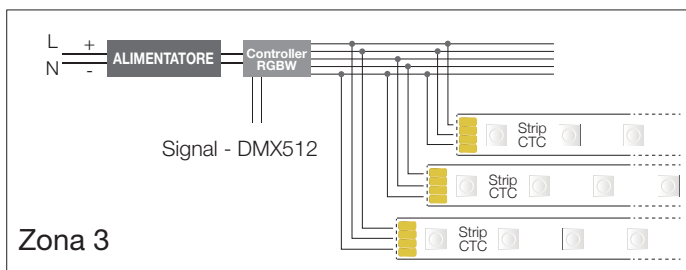 L +
N -
ALIMENTATORE
Controller
RGBW
Signal - DMX512
Strip
CTC
Strip
CTC
Strip
CTC
Zona 3